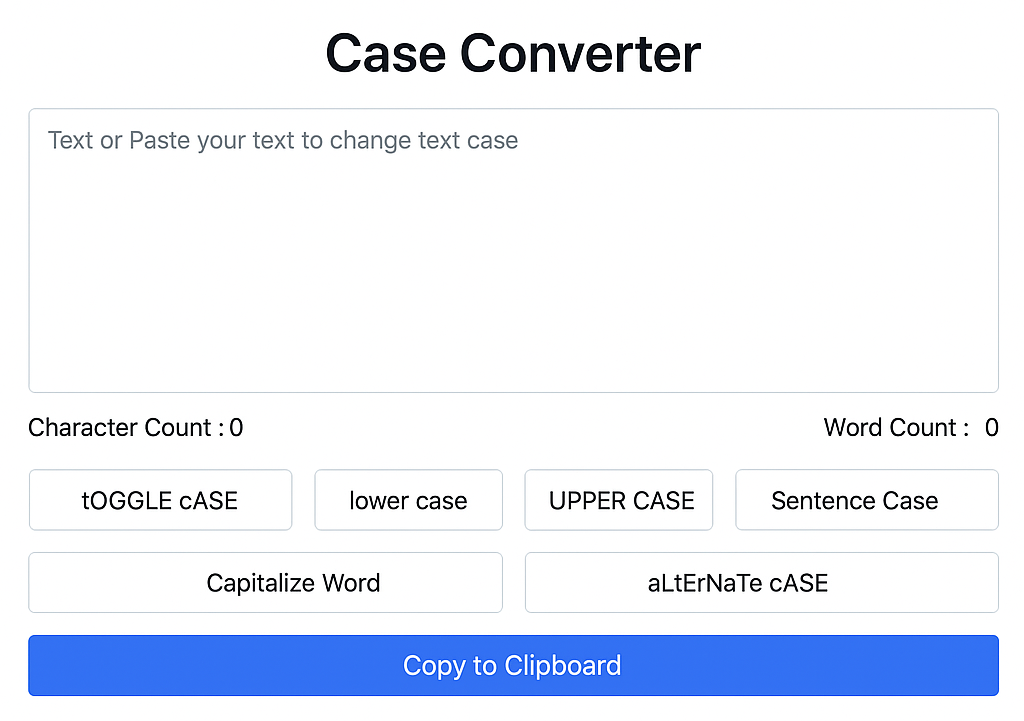 Case Converter
Text or Paste your text to change text case
Character Count : 0
Word Count : 0
tOGGLE cASE
lower case
UPPER CASE
Sentence Case
Capitalize Word
aLtErNaTe cASE
Copy to Clipboard